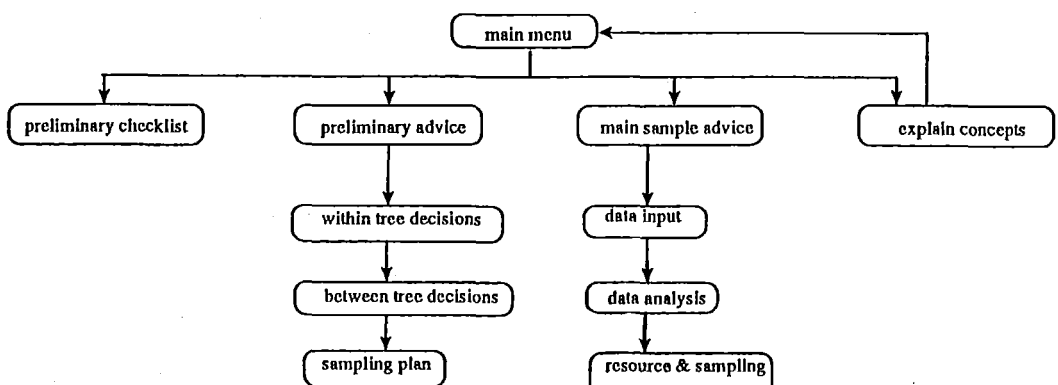 main menu
preliminary checklist
preliminary advice
main sample advice
explain concepts
within tree decisions
data input
between tree decisions
data analysis
sampling plan
resource & sampling